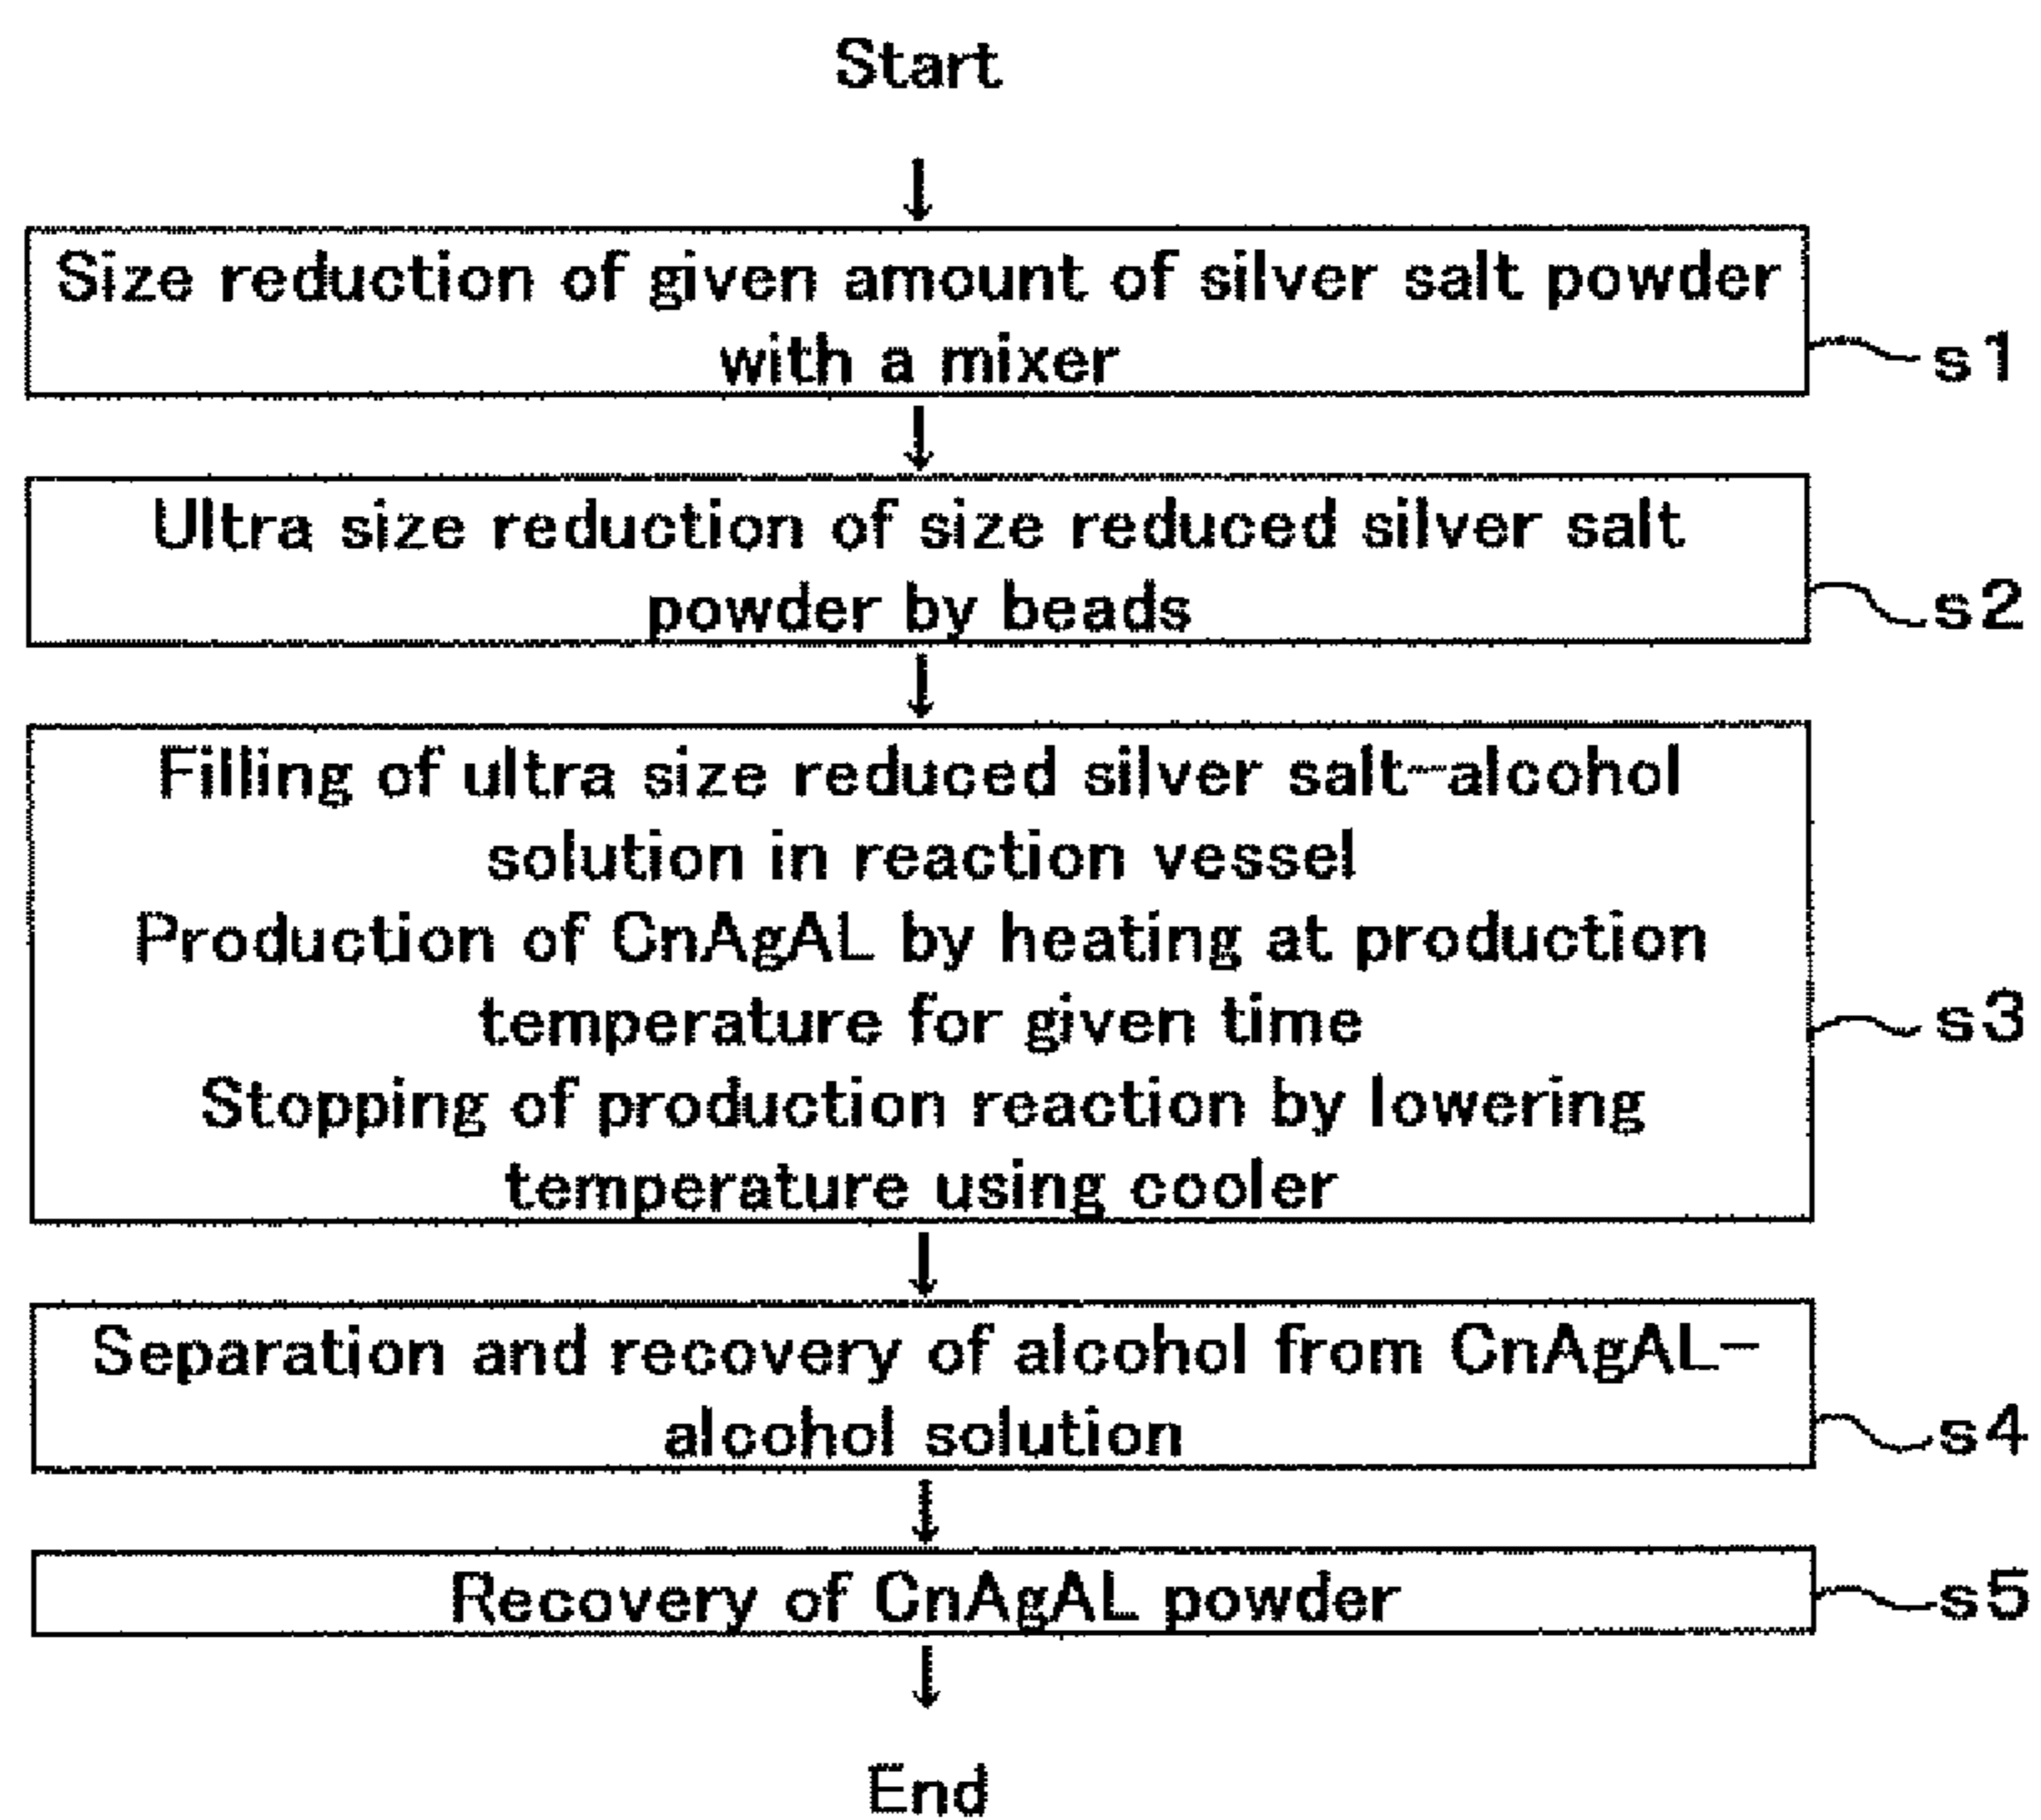 Start
Size reduction of given amount of silver salt powder
with a mixer
s1
Ultra size reduction of size reduced silver salt
powder by beads
s2
Filling of ultra size reduced silver salt-alcohol
solution in reaction vessel
Production of CnAgAL by heating at production
temperature for given time
Stopping of production reaction by lowering
temperature using cooler
s3
Separation and recovery of alcohol from CnAgAL-
alcohol solution
s4
Recovery of CnAgAL powder
s5
End